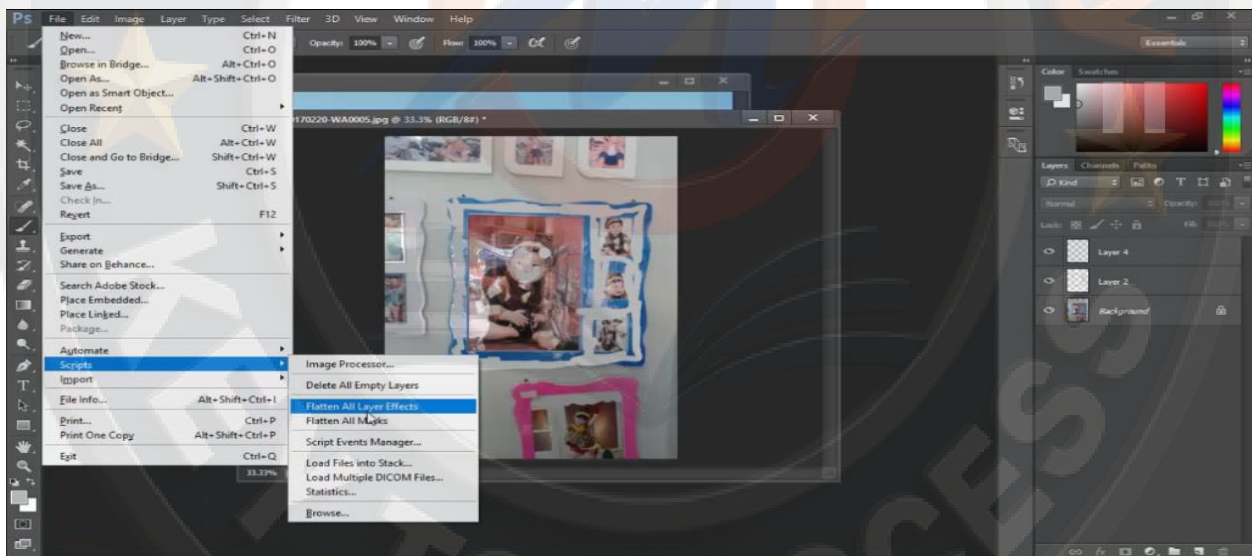 Ps File Edit Image Layer Type Select Filter 3D View Window Help
Opacity: 100% Flow: 100% Essentials
New... Ctrl+N
Open... Ctrl+O
Browse in Bridge... Alt+Ctrl+O
Open As... Alt+Shift+Ctrl+O
Open as Smart Object...
Open Recent
Close Ctrl+W
Close All Alt+Ctrl+W
Close and Go to Bridge... Shift+Ctrl+W
Save Ctrl+S
Save As... Shift+Ctrl+S
Check In...
Revert F12
Export
Generate
Share on Behance...
Search Adobe Stock...
Place Embedded...
Place Linked...
Package...
Automate
Scripts
Import
File Info... Alt+Shift+Ctrl+I
Print... Ctrl+P
Print One Copy Alt+Shift+Ctrl+P
Exit Ctrl+Q
Image Processor...
Delete All Empty Layers
Flatten All Layer Effects
Flatten All Masks
Script Events Manager...
Load Files into Stack...
Load Multiple DICOM Files...
Statistics...
Browse...
0170220-WA0005.jpg @ 33.3% (RGB/8#) *
33.33%
Color Swatches
Layers Channels Paths
Kind
Normal Opacity:
Lock: Fill:
Layer 4
Layer 2
Background